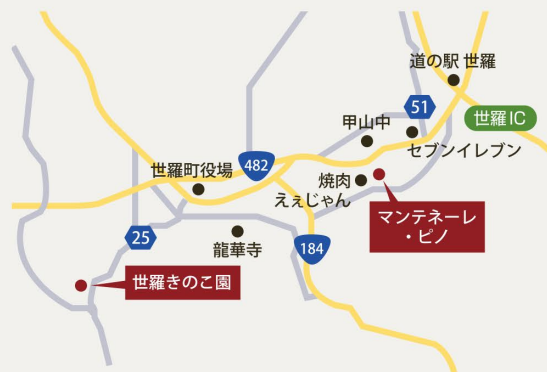 道の駅 世羅
51
世羅IC
甲山中
セブンイレブン
482
世羅町役場
焼肉
えぇじゃん
マンテネーレ
・ピノ
25
龍華寺
184
世羅きのこ園